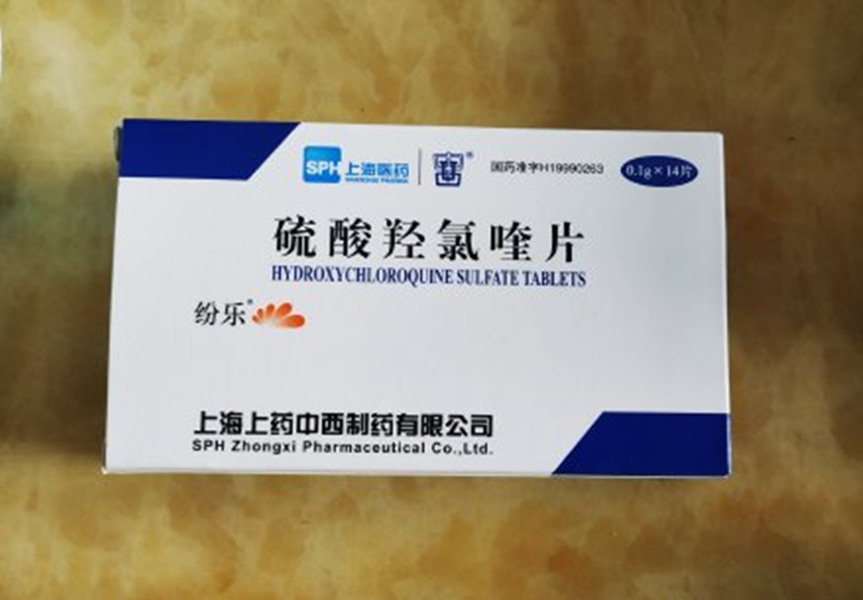 SPH 上海医药 国药准字H19990263 0.1g×14片
SHANGHAI PHARMA
硫酸羟氯喹片
HYDROXYCHLOROQUINE SULFATE TABLETS
纷乐®
上海上药中西制药有限公司
SPH Zhongxi Pharmaceutical Co.,Ltd.